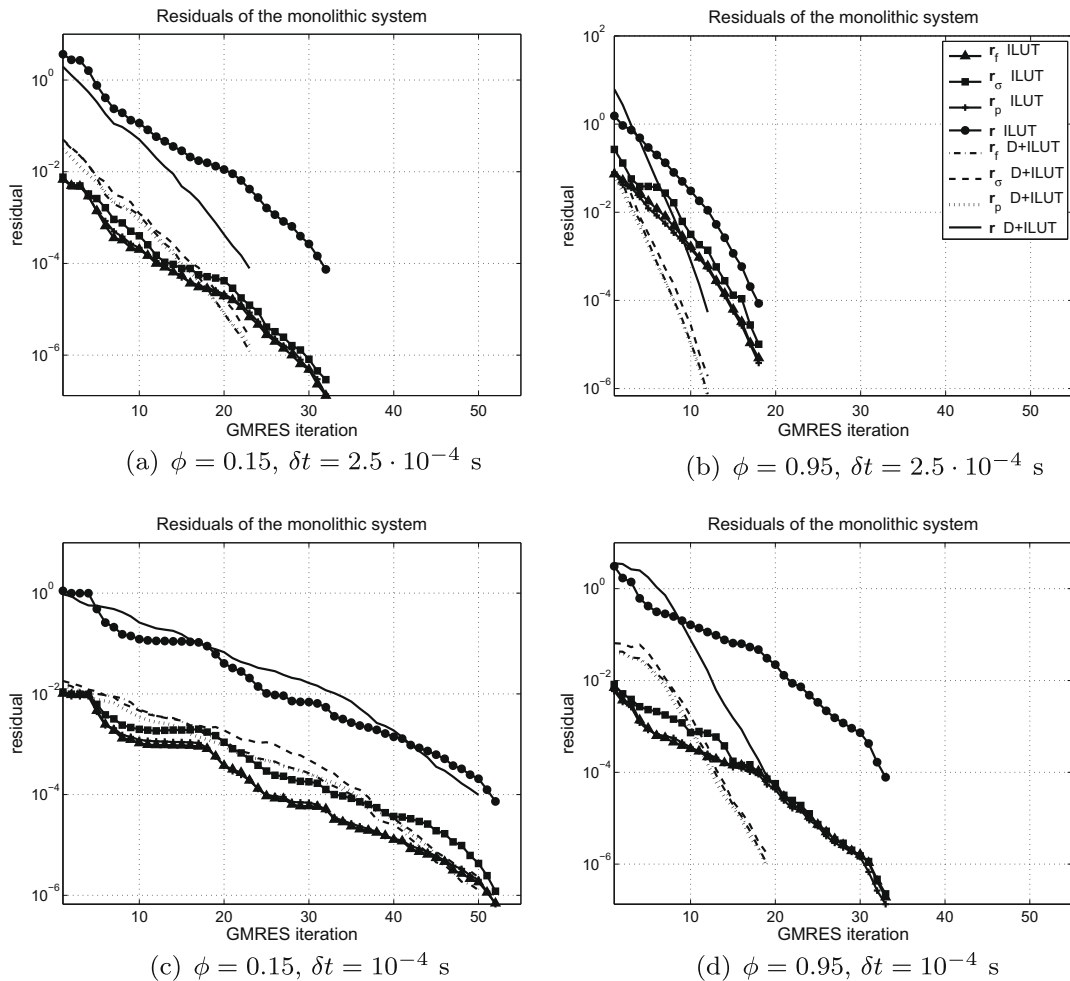 Residuals of the monolithic system
10^0
10^-2
10^-4
10^-6
residual
10 20 30 40 50
GMRES iteration
(a) ϕ = 0.15, δt = 2.5 · 10^-4 s
Residuals of the monolithic system
10^2
10^0
10^-2
10^-4
10^-6
residual
10 20 30 40 50
GMRES iteration
r_f ILUT
r_σ ILUT
r_p ILUT
r ILUT
r_f D+ILUT
r_σ D+ILUT
r_p D+ILUT
r D+ILUT
(b) ϕ = 0.95, δt = 2.5 · 10^-4 s
Residuals of the monolithic system
10^0
10^-2
10^-4
10^-6
residual
10 20 30 40 50
GMRES iteration
(c) ϕ = 0.15, δt = 10^-4 s
Residuals of the monolithic system
10^0
10^-2
10^-4
10^-6
residual
10 20 30 40 50
GMRES iteration
(d) ϕ = 0.95, δt = 10^-4 s